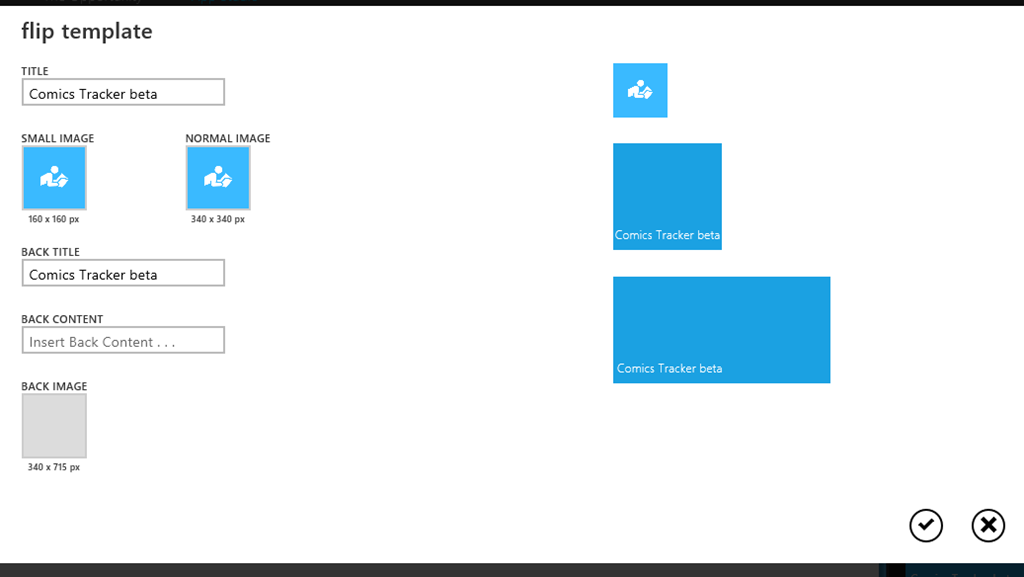 flip template
TITLE
Comics Tracker beta
SMALL IMAGE
NORMAL IMAGE
160 x 160 px
340 x 340 px
BACK TITLE
Comics Tracker beta
BACK CONTENT
Insert Back Content . . .
BACK IMAGE
340 x 715 px
Comics Tracker beta
Comics Tracker beta